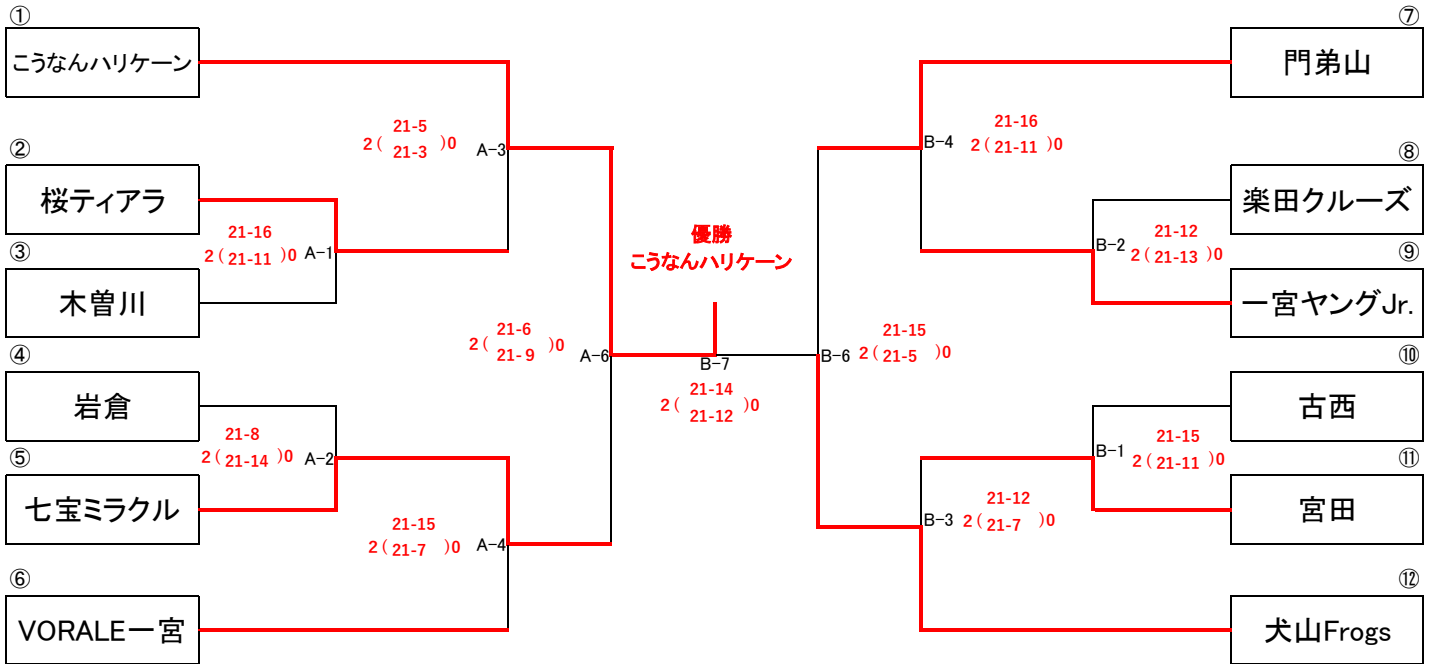 ①
こうなんハリケーン
②
桜ティアラ
③
木曽川
④
岩倉
⑤
七宝ミラクル
⑥
VORALE一宮
21-5
2 ( 21-3 )0
A-3
21-16
2 ( 21-11 )0
A-1
21-6
2 ( 21-9 )0
A-6
21-8
2 ( 21-14 )0
A-2
21-15
2 ( 21-7 )0
A-4
優勝
こうなんハリケーン
B-7
21-14
2 ( 21-12 )0
B-4
21-16
2 ( 21-11 )0
B-2
21-12
2 ( 21-13 )0
B-6
21-15
2 ( 21-5 )0
B-1
21-15
2 ( 21-11 )0
B-3
21-12
2 ( 21-7 )0
⑦
門弟山
⑧
楽田クルーズ
⑨
一宮ヤングJr.
⑩
古西
⑪
宮田
⑫
犬山Frogs